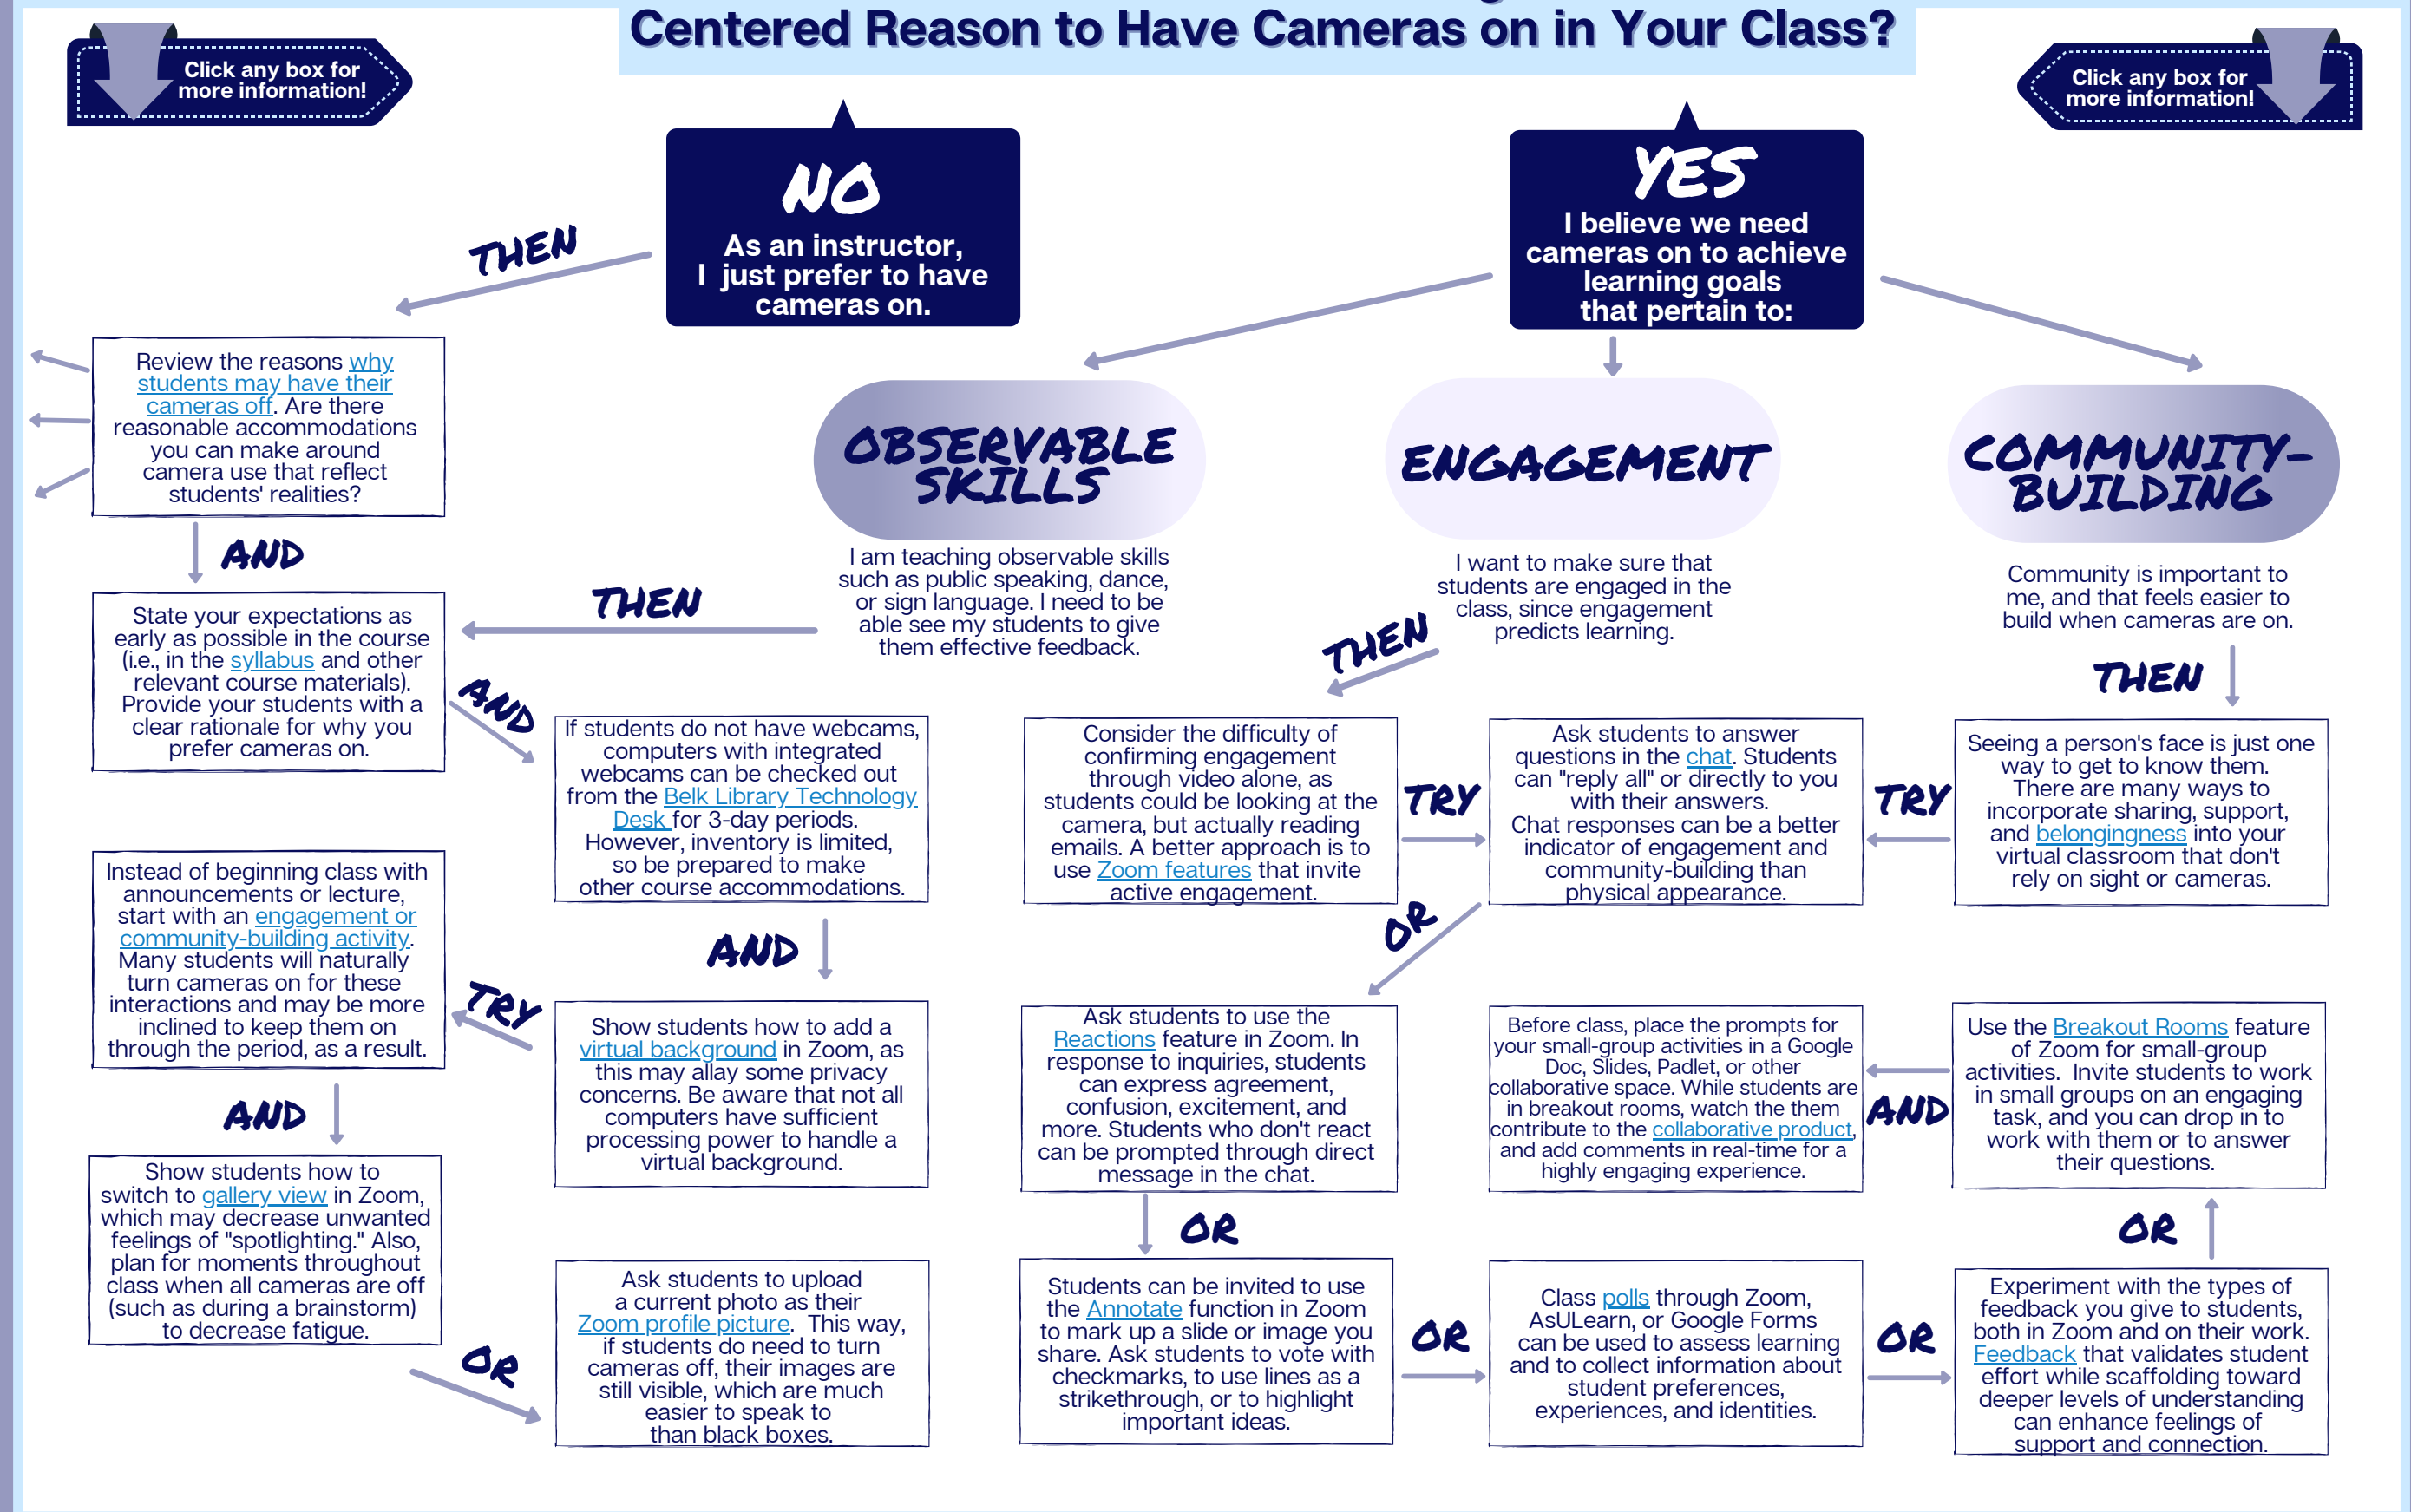 Centered Reason to Have Cameras on in Your Class?
Click any box for
more information!
Click any box for
more information!
NO
As an instructor,
I just prefer to have
cameras on.
YES
I believe we need
cameras on to achieve
learning goals
that pertain to:
THEN
Review the reasons why
students may have their
cameras off. Are there
reasonable accommodations
you can make around
camera use that reflect
students' realities?
AND
State your expectations as
early as possible in the course
(i.e., in the syllabus and other
relevant course materials).
Provide your students with a
clear rationale for why you
prefer cameras on.
AND
If students do not have webcams,
computers with integrated
webcams can be checked out
from the Belk Library Technology
Desk for 3-day periods.
However, inventory is limited,
so be prepared to make
other course accommodations.
AND
Show students how to add a
virtual background in Zoom, as
this may allay some privacy
concerns. Be aware that not all
computers have sufficient
processing power to handle a
virtual background.
TRY
Instead of beginning class with
announcements or lecture,
start with an engagement or
community-building activity.
Many students will naturally
turn cameras on for these
interactions and may be more
inclined to keep them on
through the period, as a result.
AND
Show students how to
switch to gallery view in Zoom,
which may decrease unwanted
feelings of "spotlighting." Also,
plan for moments throughout
class when all cameras are off
(such as during a brainstorm)
to decrease fatigue.
OR
Ask students to upload
a current photo as their
Zoom profile picture. This way,
if students do need to turn
cameras off, their images are
still visible, which are much
easier to speak to
than black boxes.
OBSERVABLE
SKILLS
I am teaching observable skills
such as public speaking, dance,
or sign language. I need to be
able see my students to give
them effective feedback.
THEN
ENGAGEMENT
I want to make sure that
students are engaged in the
class, since engagement
predicts learning.
THEN
Consider the difficulty of
confirming engagement
through video alone, as
students could be looking at the
camera, but actually reading
emails. A better approach is to
use Zoom features that invite
active engagement.
TRY
Ask students to answer
questions in the chat. Students
can "reply all" or directly to you
with their answers.
Chat responses can be a better
indicator of engagement and
community-building than
physical appearance.
COMMUNITY-
BUILDING
Community is important to
me, and that feels easier to
build when cameras are on.
THEN
Seeing a person's face is just one
way to get to know them.
There are many ways to
incorporate sharing, support,
and belongingness into your
virtual classroom that don't
rely on sight or cameras.
TRY
OR
Ask students to use the
Reactions feature in Zoom. In
response to inquiries, students
can express agreement,
confusion, excitement, and
more. Students who don't react
can be prompted through direct
message in the chat.
OR
Students can be invited to use
the Annotate function in Zoom
to mark up a slide or image you
share. Ask students to vote with
checkmarks, to use lines as a
strikethrough, or to highlight
important ideas.
OR
Class polls through Zoom,
AsULearn, or Google Forms
can be used to assess learning
and to collect information about
student preferences,
experiences, and identities.
OR
Experiment with the types of
feedback you give to students,
both in Zoom and on their work.
Feedback that validates student
effort while scaffolding toward
deeper levels of understanding
can enhance feelings of
support and connection.
OR
Use the Breakout Rooms feature
of Zoom for small-group
activities. Invite students to work
in small groups on an engaging
task, and you can drop in to
work with them or to answer
their questions.
AND
Before class, place the prompts for
your small-group activities in a Google
Doc, Slides, Padlet, or other
collaborative space. While students are
in breakout rooms, watch the them
contribute to the collaborative product,
and add comments in real-time for a
highly engaging experience.